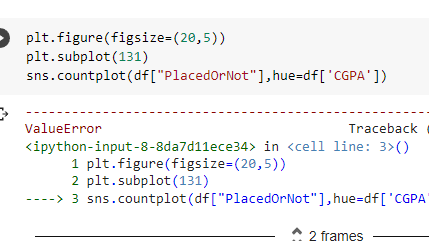 plt.figure(figsize=(20,5))
plt.subplot(131)
sns.countplot(df["PlacedOrNot"],hue=df['CGPA'])
---------------------------------------------------------
ValueError Traceback (
<ipython-input-8-8da7d11ece34> in <cell line: 3>()
1 plt.figure(figsize=(20,5))
2 plt.subplot(131)
----> 3 sns.countplot(df["PlacedOrNot"],hue=df['CGPA'
2 frames